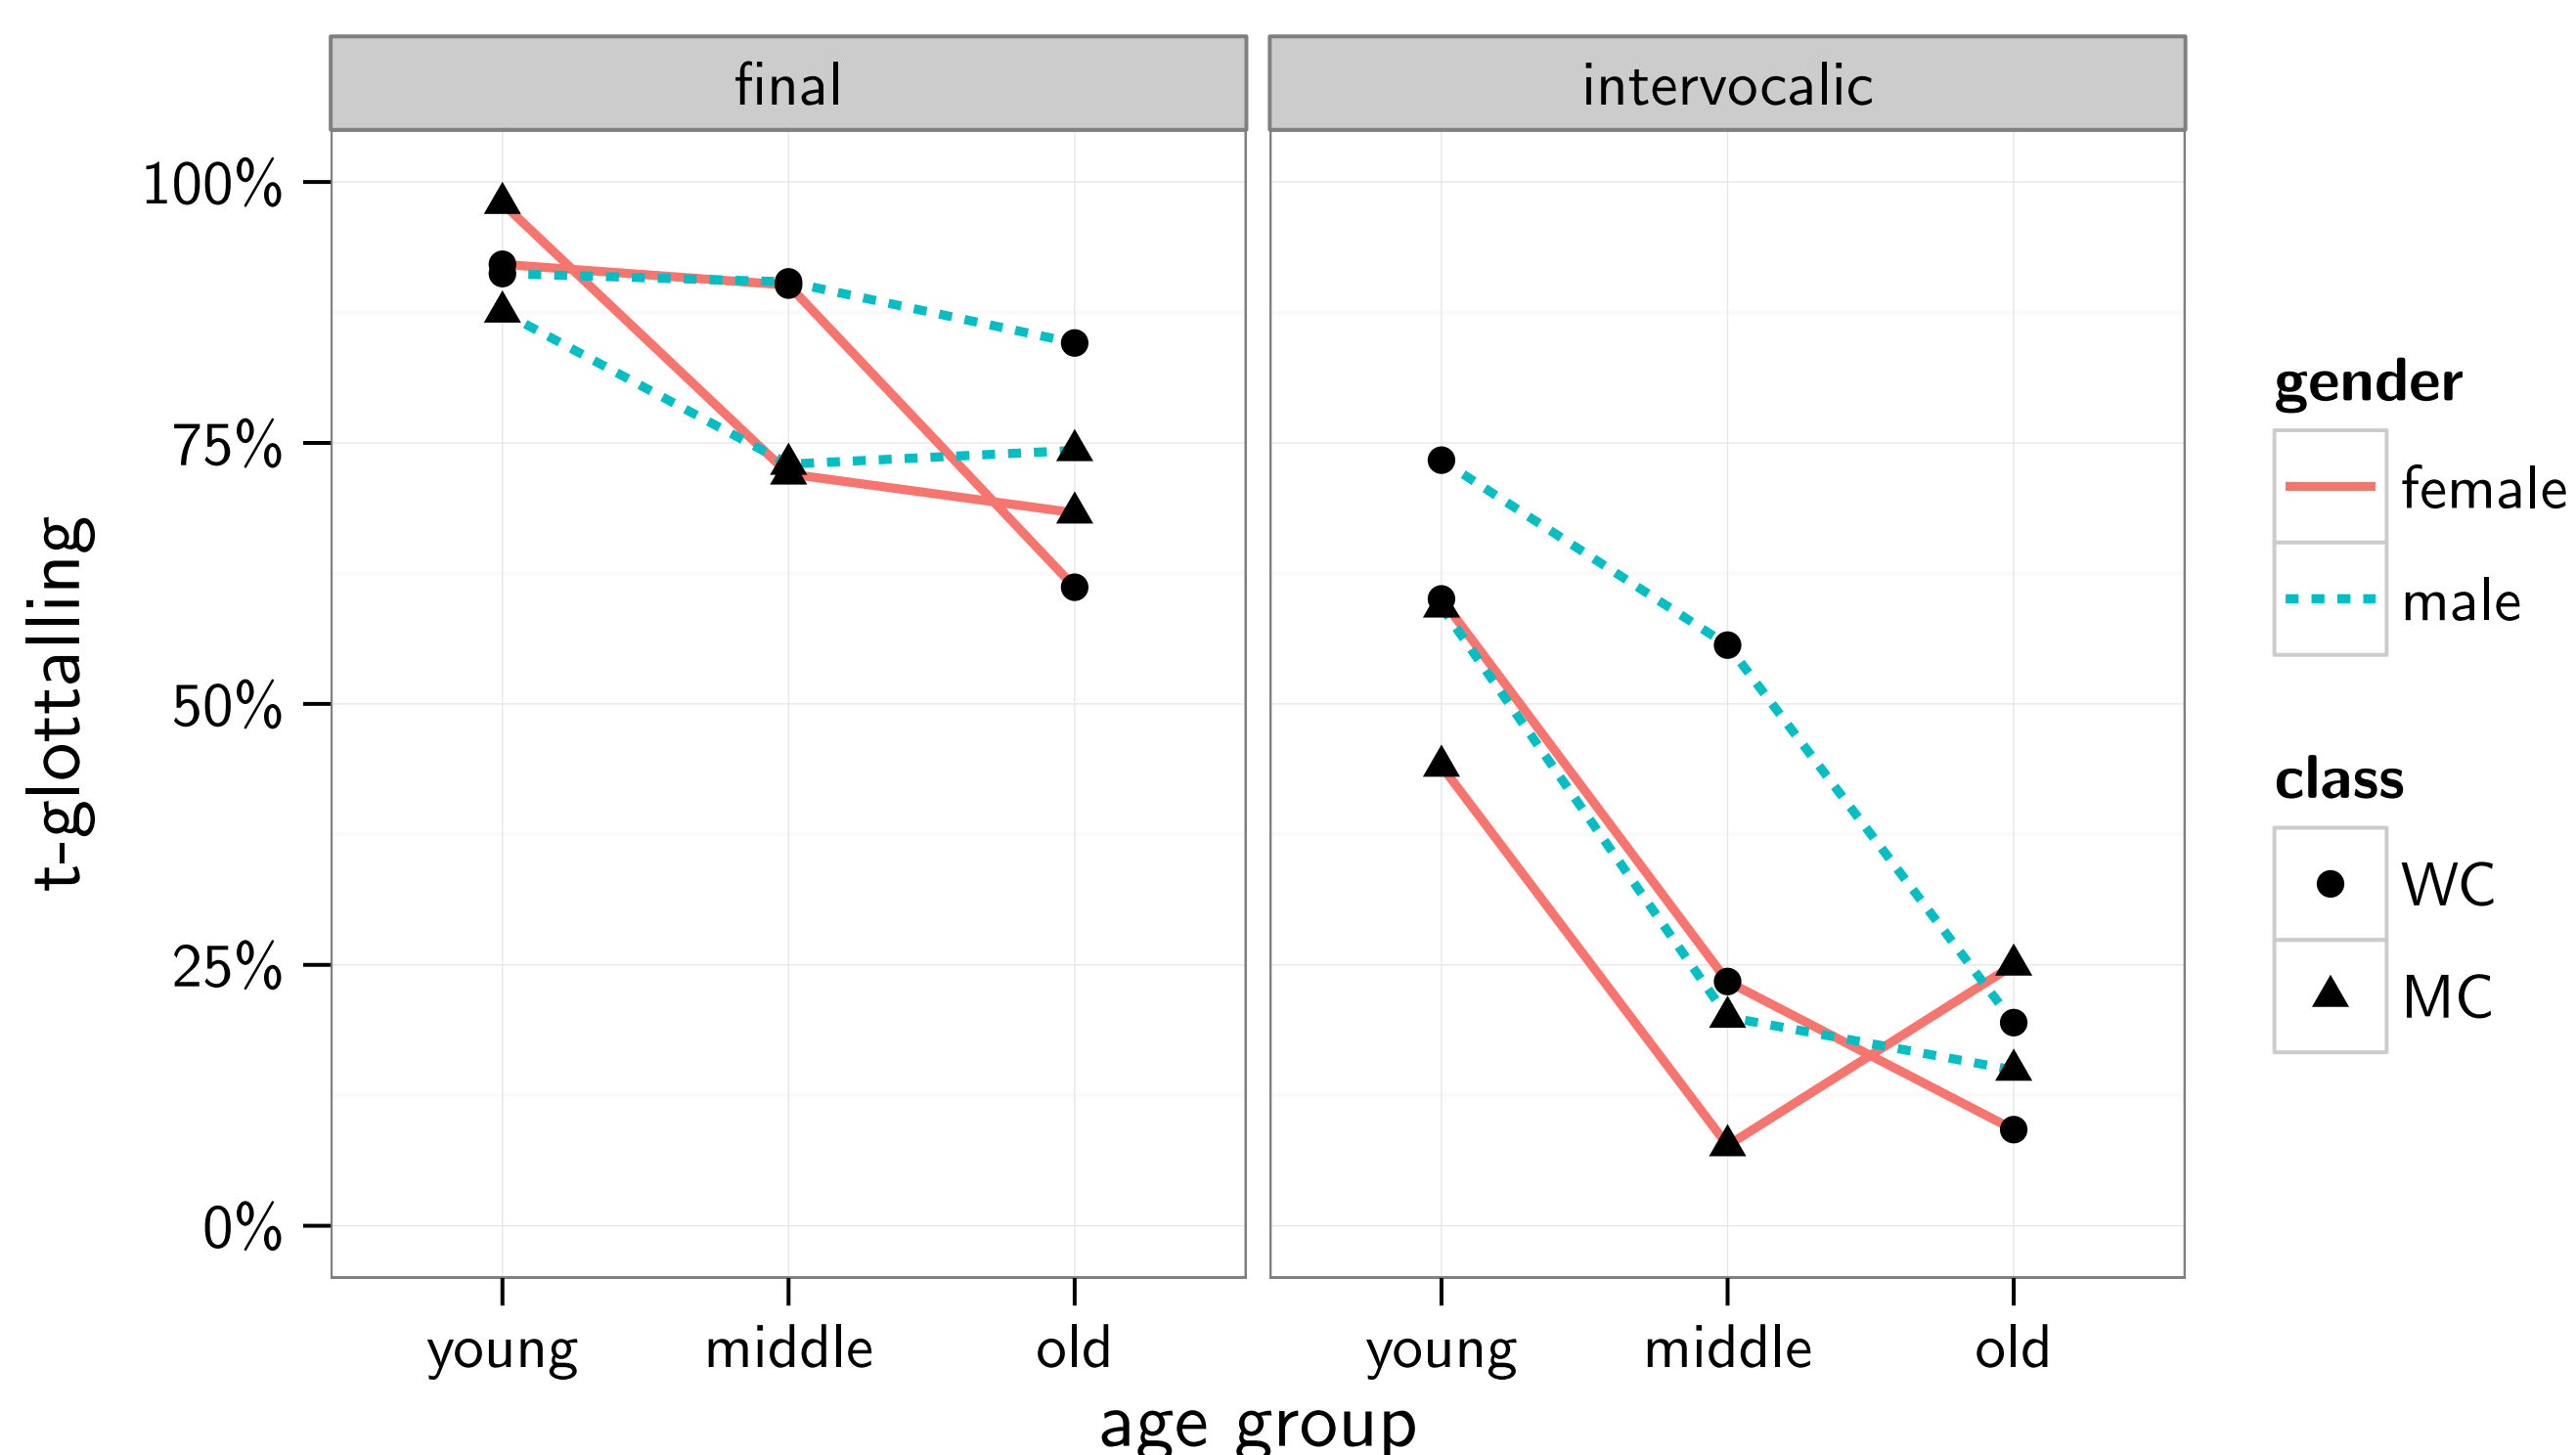 final
intervocalic
100%
75%
50%
25%
0%
t-glottalling
young middle old
young middle old
age group
gender
female
male
class
WC
MC